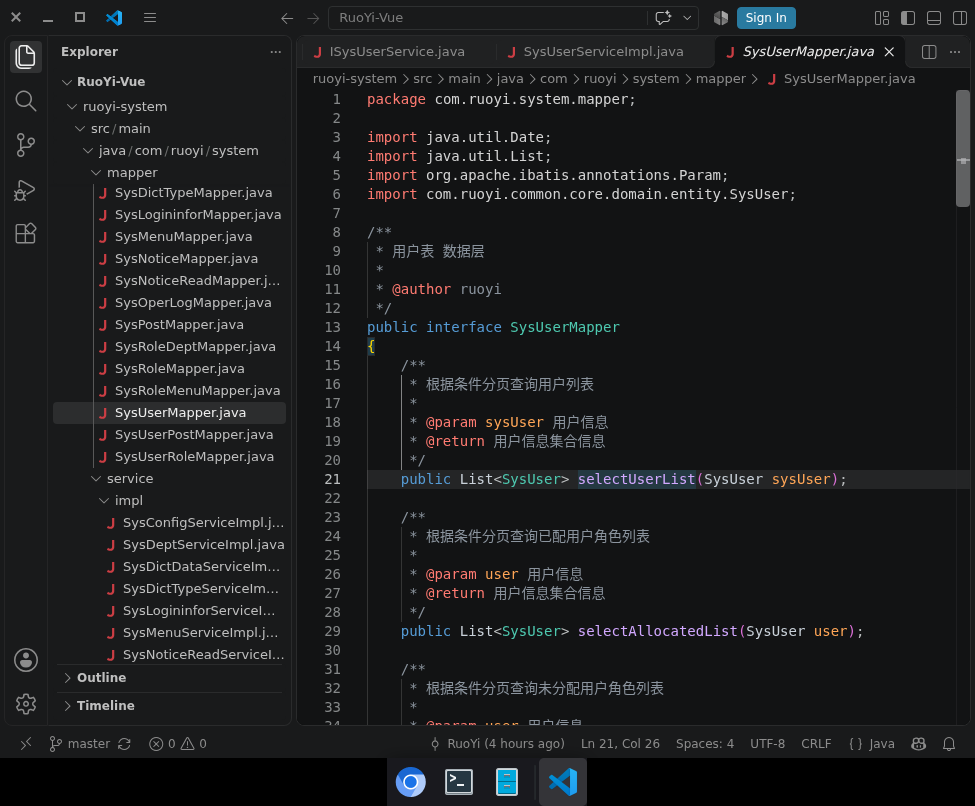 RuoYi-Vue
Sign In
Explorer
RuoYi-Vue
ruoyi-system
src/main
java/com/ruoyi/system
mapper
SysDictTypeMapper.java
SysLogininforMapper.java
SysMenuMapper.java
SysNoticeMapper.java
SysNoticeReadMapper.j...
SysOperLogMapper.java
SysPostMapper.java
SysRoleDeptMapper.java
SysRoleMapper.java
SysRoleMenuMapper.java
SysUserMapper.java
SysUserPostMapper.java
SysUserRoleMapper.java
service
impl
SysConfigServiceImpl.j...
SysDeptServiceImpl.java
SysDictDataServiceIm...
SysDictTypeServiceIm...
SysLogininforServiceI...
SysMenuServiceImpl.j...
SysNoticeReadServiceI...
Outline
Timeline
ISysUserService.java
SysUserServiceImpl.java
SysUserMapper.java
ruoyi-system > src > main > java > com > ruoyi > system > mapper > SysUserMapper.java
1 package com.ruoyi.system.mapper;
2
3 import java.util.Date;
4 import java.util.List;
5 import org.apache.ibatis.annotations.Param;
6 import com.ruoyi.common.core.domain.entity.SysUser;
7
8 /**
9 * 用户表 数据层
10 *
11 * @author ruoyi
12 */
13 public interface SysUserMapper
14 {
15 /**
16 * 根据条件分页查询用户列表
17 *
18 * @param sysUser 用户信息
19 * @return 用户信息集合信息
20 */
21 public List<SysUser> selectUserList(SysUser sysUser);
22
23 /**
24 * 根据条件分页查询已配用户角色列表
25 *
26 * @param user 用户信息
27 * @return 用户信息集合信息
28 */
29 public List<SysUser> selectAllocatedList(SysUser user);
30
31 /**
32 * 根据条件分页查询未分配用户角色列表
33 *
34 * @param user 用户信息
master
0
0
RuoYi (4 hours ago)
Ln 21, Col 26
Spaces: 4
UTF-8
CRLF
{ } Java